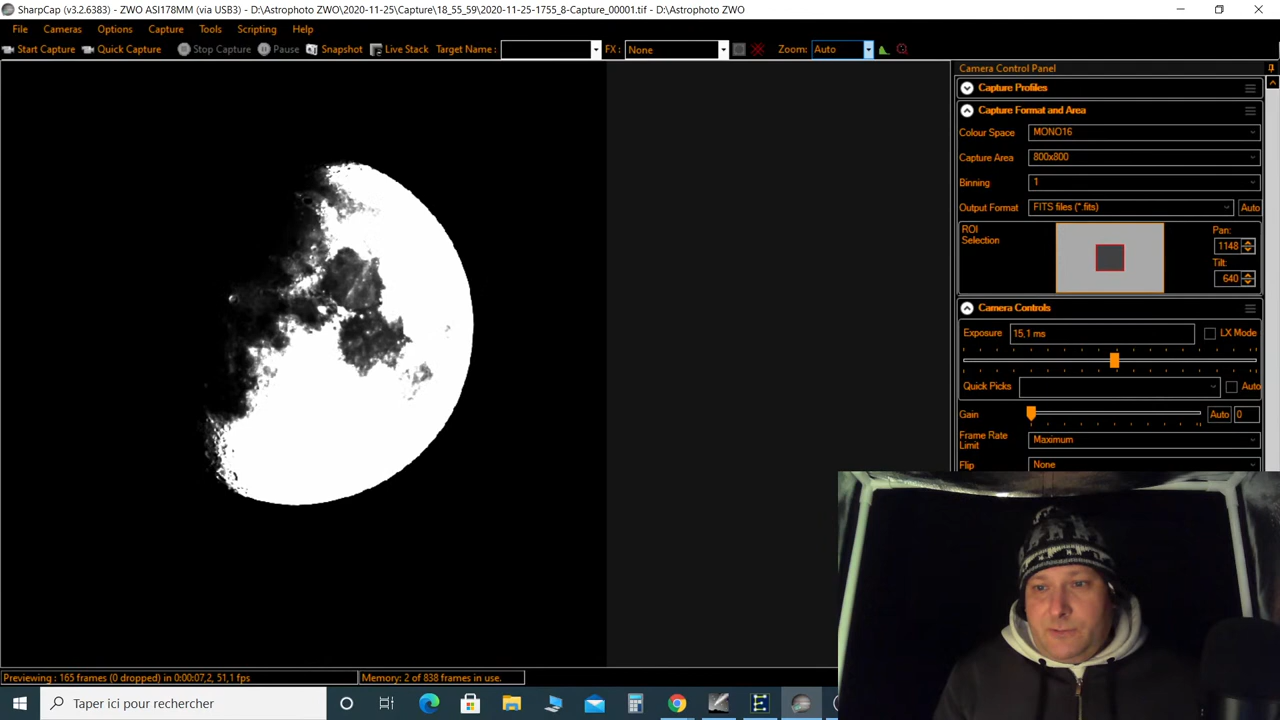 SharpCap (v3.2.6383) - ZWO ASI178MM (via USB3) - D:\Astrophoto ZWO\2020-11-25\Capture\18_55_59\2020-11-25-1755_8-Capture_00001.tif - D:\Astrophoto ZWO
File Cameras Options Capture Tools Scripting Help
Start Capture Quick Capture Stop Capture Pause Snapshot Live Stack Target Name : FX : None Zoom: Auto
Camera Control Panel
Capture Profiles
Capture Format and Area
Colour Space MONO16
Capture Area 800x800
Binning 1
Output Format FITS files (*.fits) Auto
ROI Selection
Pan:
1148
Tilt:
640
Camera Controls
Exposure 15,1 ms LX Mode
Quick Picks Auto
Gain Auto 0
Frame Rate Limit Maximum
Flip None
Previewing : 165 frames (0 dropped) in 0:00:07,2, 51,1 fps Memory: 2 of 838 frames in use.
Taper ici pour rechercher